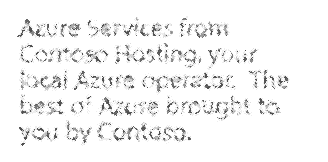 Azure Services from
Contoso Hosting, your
local Azure operator. The
best of Azure brought to
you by Contoso.